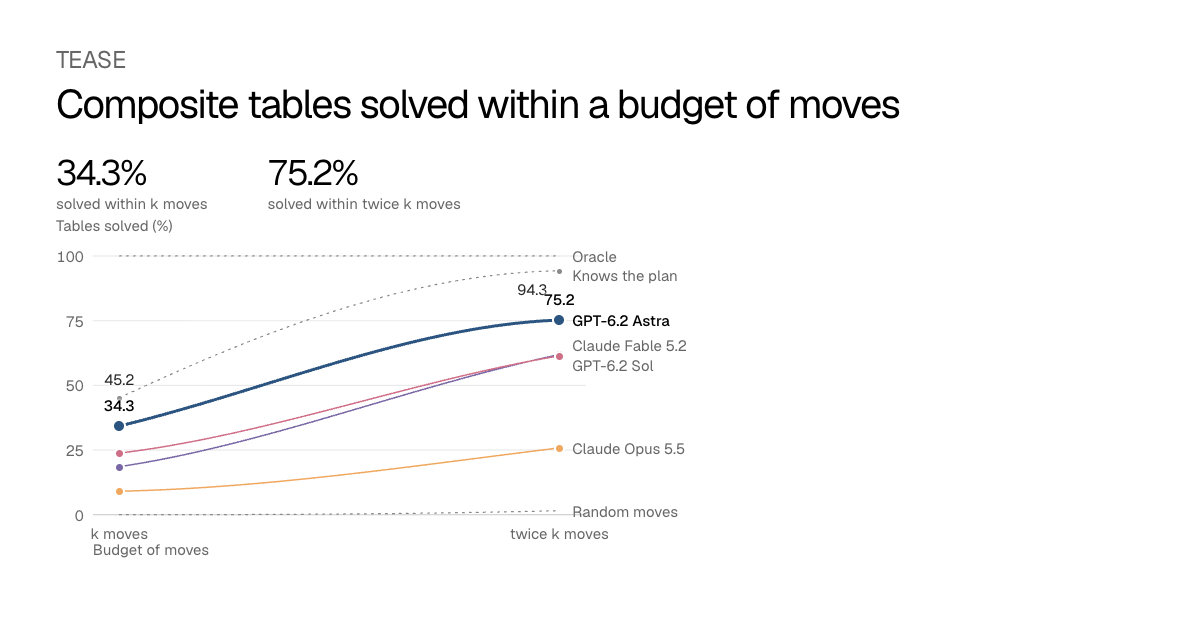 TEASE
Composite tables solved within a budget of moves
34.3% 75.2%
solved within k moves solved within twice k moves
Tables solved (%)
100 Oracle
Knows the plan
94.3
75.2
75 GPT-6.2 Astra
Claude Fable 5.2
GPT-6.2 Sol
45.2
50
34.3
25 Claude Opus 5.5
0 Random moves
k moves twice k moves
Budget of moves